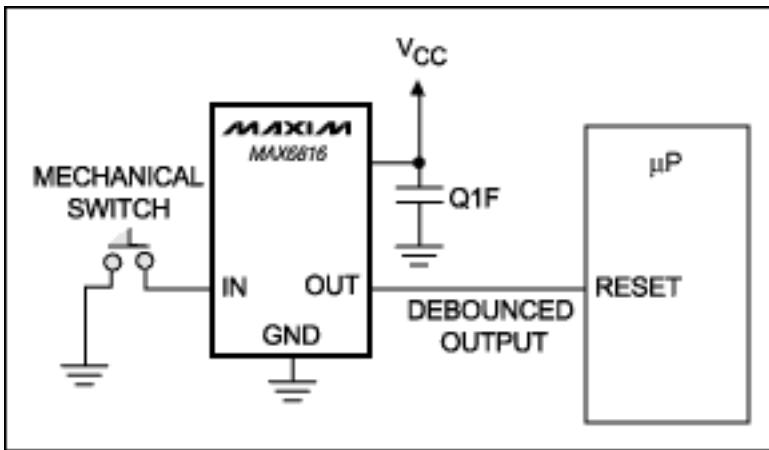 VCC
MAXIM
MAX6816
µP
MECHANICAL
SWITCH
Q1F
IN
OUT
RESET
DEBOUNCED
OUTPUT
GND